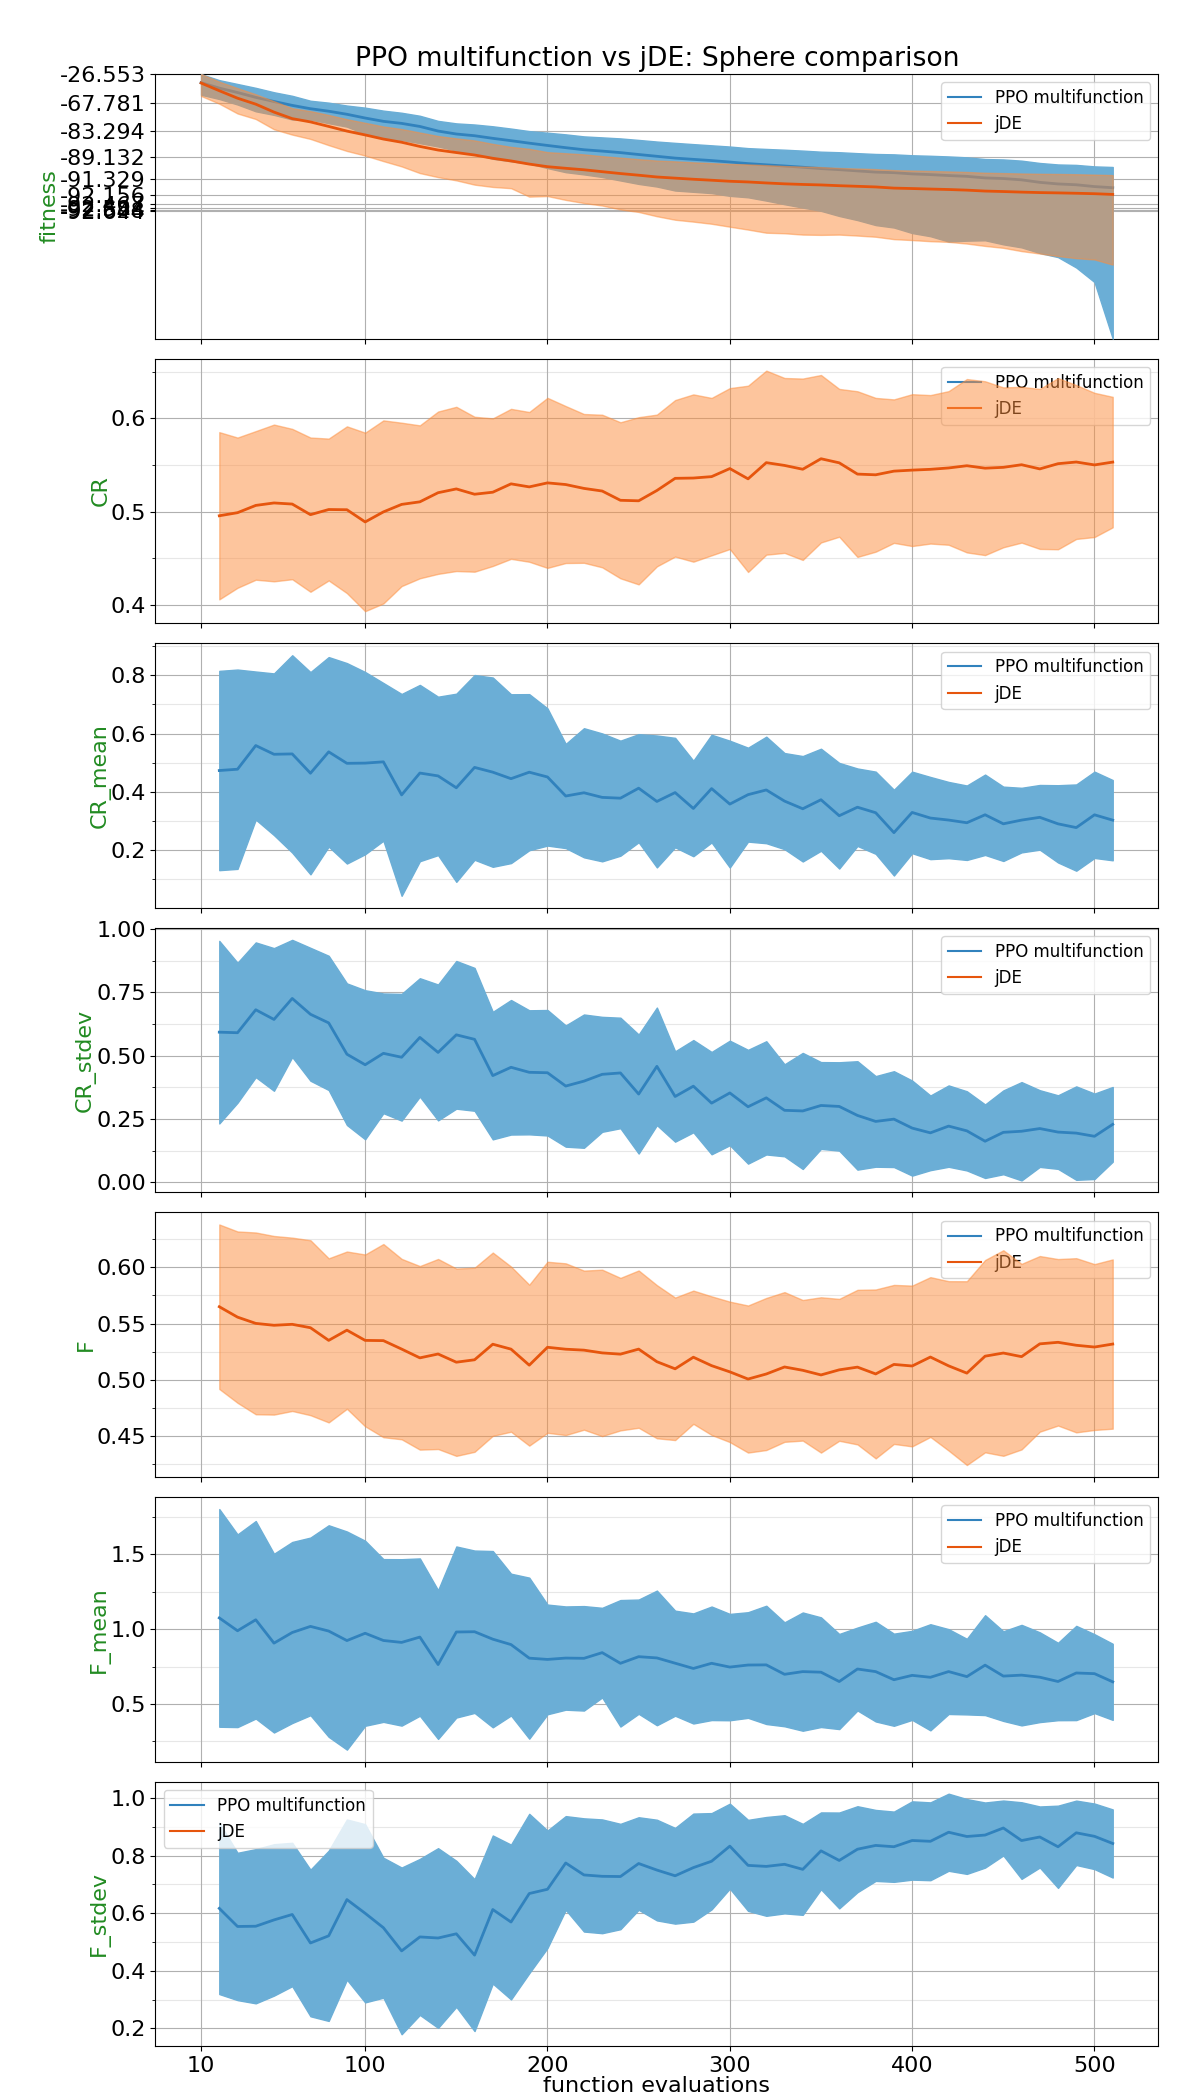 PPO multifunction vs jDE: Sphere comparison
-26.553
-67.781
-83.294
-89.132
-91.329
-92.156
fitness
PPO multifunction
jDE
0.6
0.5
0.4
CR
PPO multifunction
jDE
0.8
0.6
0.4
0.2
CR_mean
PPO multifunction
jDE
1.00
0.75
0.50
0.25
0.00
CR_stdev
PPO multifunction
jDE
0.60
0.55
0.50
0.45
F
PPO multifunction
jDE
1.5
1.0
0.5
F_mean
PPO multifunction
jDE
1.0
0.8
0.6
0.4
0.2
F_stdev
PPO multifunction
jDE
10 100 200 300 400 500
function evaluations